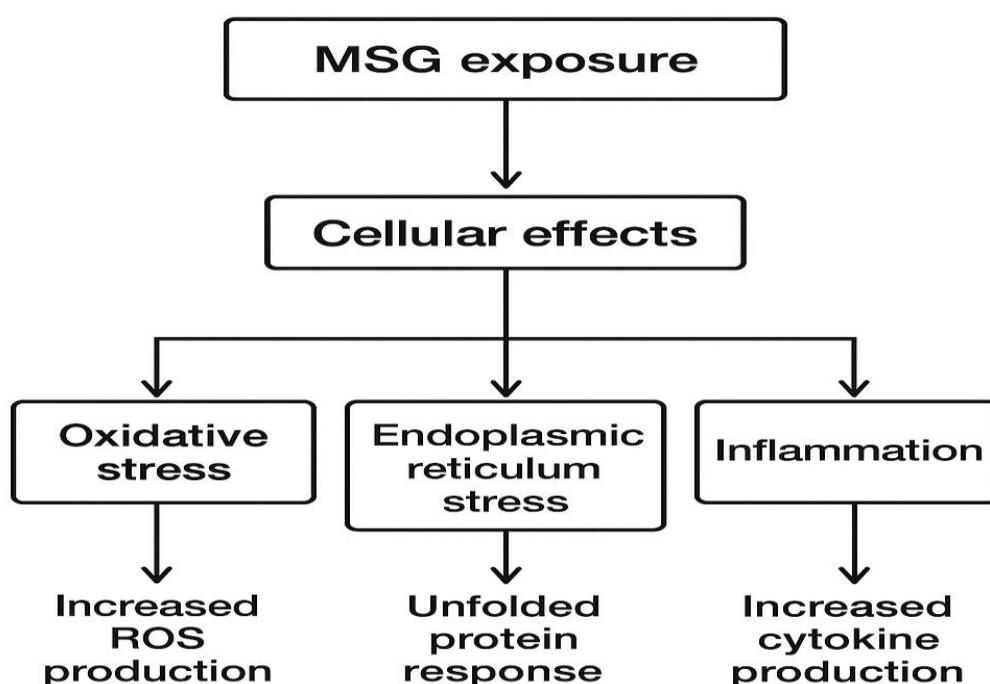 MSG exposure
Cellular effects
Oxidative
stress
Endoplasmic
reticulum
stress
Inflammation
Increased
ROS
production
Unfolded
protein
response
Increased
cytokine
production